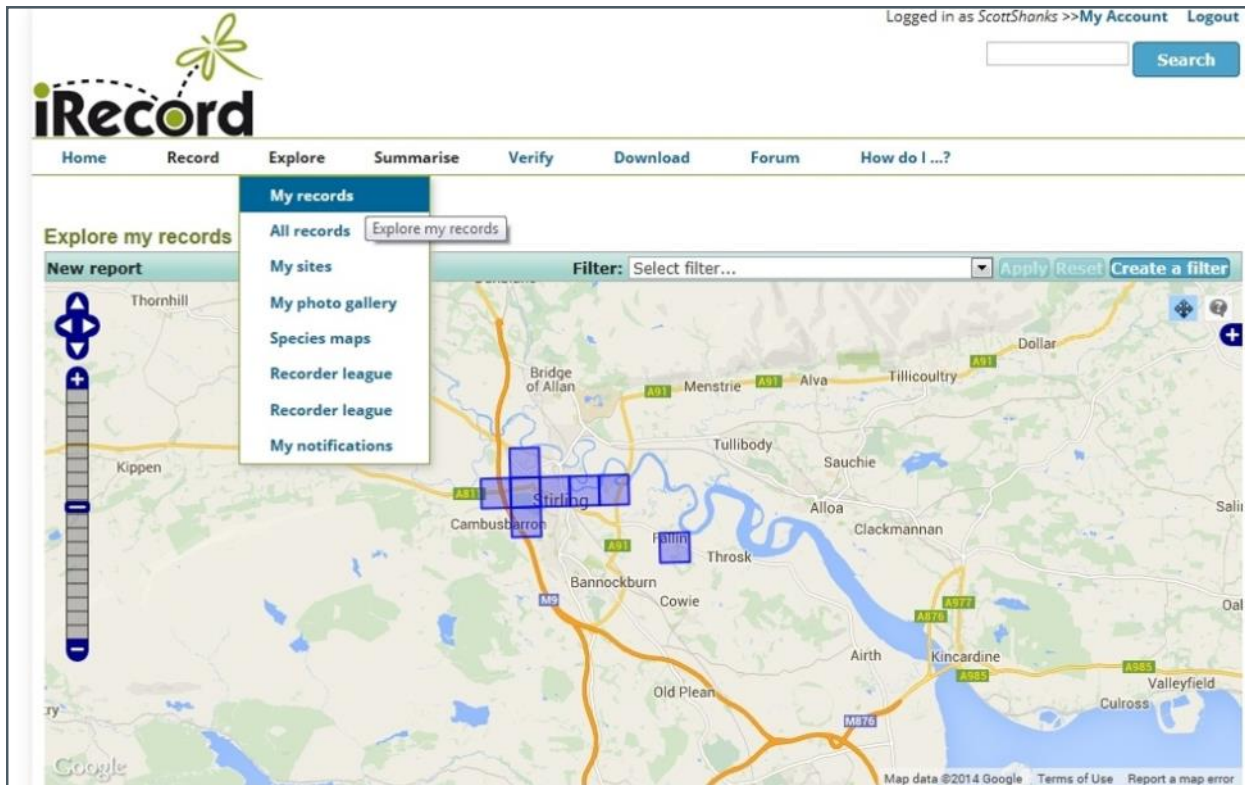 Logged in as ScottShanks >>My Account Logout
Search
iRecord
Home Record Explore Summarise Verify Download Forum How do I ...?
My records
Explore my records
All records
Explore my records
New report
My sites
Filter: Select filter... Apply Reset Create a filter
My photo gallery
Species maps
Recorder league
Recorder league
My notifications
Thornhill
Dollar
A91
Bridge
of Allan
A91 Menstrie A91 Alva Tillicoultry
Tullibody
Kippen
Sauchie
A811
Stirling
Alloa
Cambusbarron
Clackmannan
A91 Fallin
Throsk
Bannockburn
M9 Cowie
A977
A876
Airth Kincardine
A985
A985
Old Plean
Valleyfield
Culross
M876
Google
Map data ©2014 Google Terms of Use Report a map error